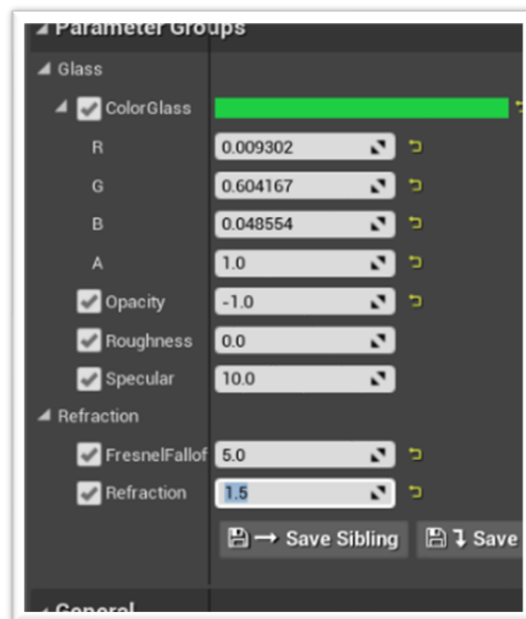 Parameter Groups
Glass
ColorGlass
R 0.009302
G 0.604167
B 0.048554
A 1.0
Opacity -1.0
Roughness 0.0
Specular 10.0
Refraction
FresnelFallof 5.0
Refraction 1.5
Save Sibling Save
General